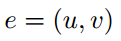 e = (u, v)